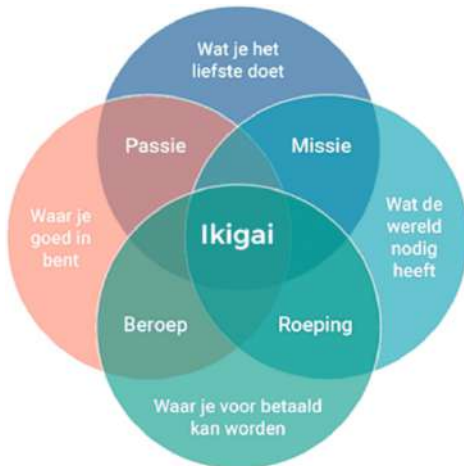 Wat je het
liefste doet
Passie
Missie
Waar je
goed in
bent
Ikigai
Wat de
wereld
nodig
heeft
Beroep
Roeping
Waar je voor betaald
kan worden